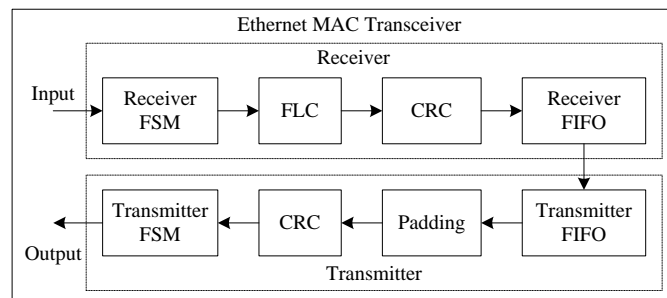 Ethernet MAC Transceiver
Receiver
Input
Receiver
FSM
FLC
CRC
Receiver
FIFO
Transmitter
FSM
CRC
Padding
Transmitter
FIFO
Output
Transmitter